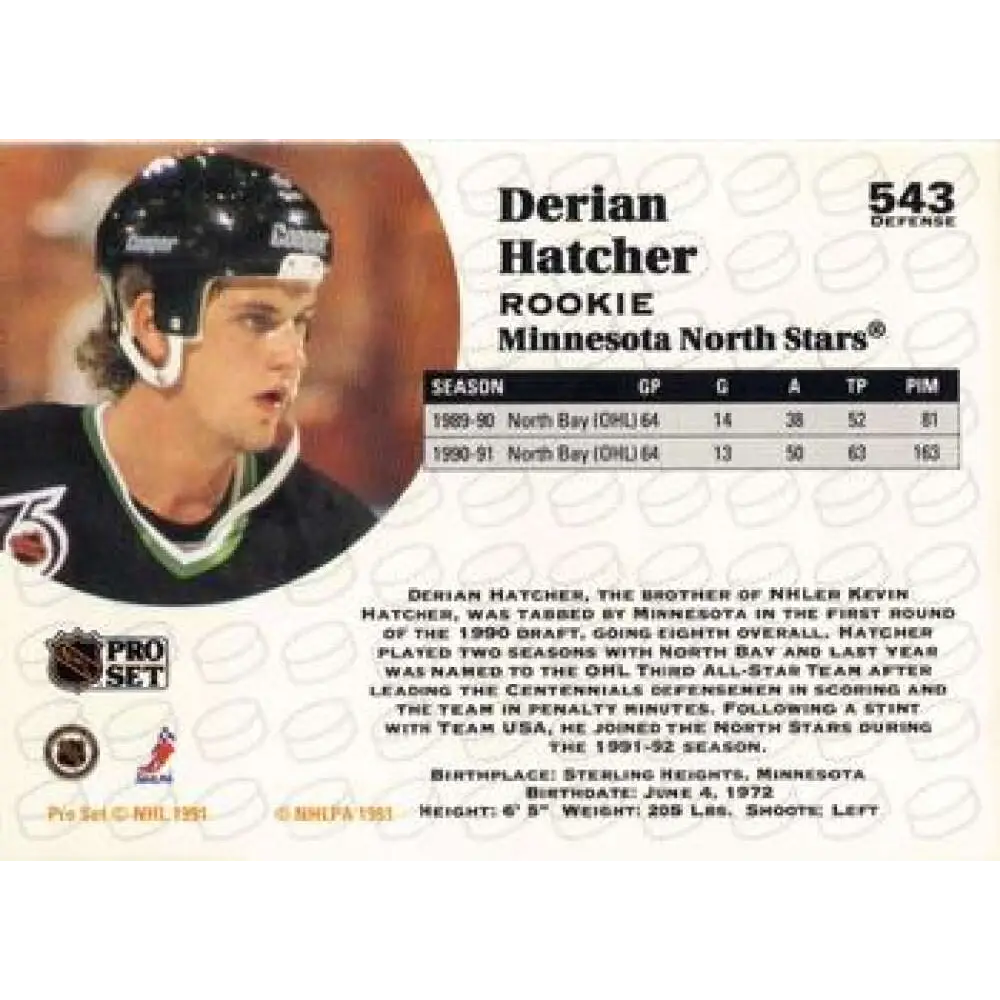 Cooper
Cooper
75
Derian
Hatcher
ROOKIE
Minnesota North Stars®
543
DEFENSE
SEASON GP G A TP PIM
1989-90 North Bay (OHL) 64 14 38 52 81
1990-91 North Bay (OHL) 64 13 50 63 163
DERIAN HATCHER, THE BROTHER OF NHLER KEVIN
HATCHER, WAS TABBED BY MINNESOTA IN THE FIRST ROUND
OF THE 1990 DRAFT, GOING EIGHTH OVERALL. HATCHER
PLAYED TWO SEASONS WITH NORTH BAY AND LAST YEAR
WAS NAMED TO THE OHL THIRD ALL-STAR TEAM AFTER
LEADING THE CENTENNIALS DEFENSEMEN IN SCORING AND
THE TEAM IN PENALTY MINUTES. FOLLOWING A STINT
WITH TEAM USA, HE JOINED THE NORTH STARS DURING
THE 1991-92 SEASON.
BIRTHPLACE: STERLING HEIGHTS, MINNESOTA
BIRTHDATE: JUNE 4, 1972
HEIGHT: 6' 5" WEIGHT: 205 LBS. SHOOTS: LEFT
PRO
SET
Pro Set © NHL 1991
© NHLPA 1991